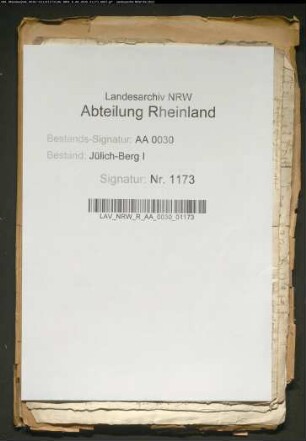 Landesarchiv NRW
Abteilung Rheinland
Bestands-Signatur: AA 0030
Bestand: Jülich-Berg I
Signatur: Nr. 1173
LAV_NRW_R_AA_0030_01173